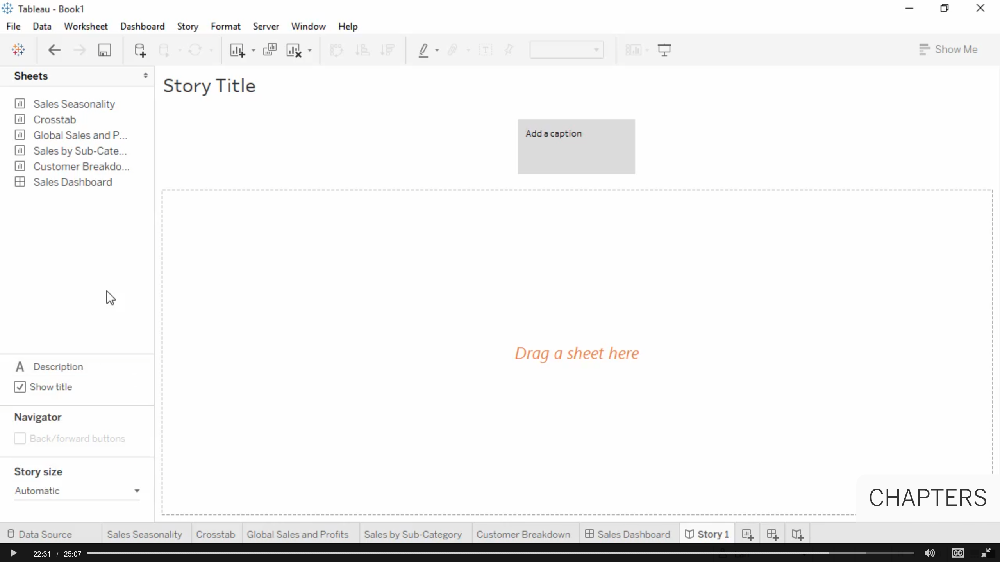 Tableau - Book1
File Data Worksheet Dashboard Story Format Server Window Help
Show Me
Sheets
Sales Seasonality
Crosstab
Global Sales and P...
Sales by Sub-Cate...
Customer Breakdo...
Sales Dashboard
Description
Show title
Navigator
Back/forward buttons
Story size
Automatic
Story Title
Add a caption
Drag a sheet here
CHAPTERS
Data Source Sales Seasonality Crosstab Global Sales and Profits Sales by Sub-Category Customer Breakdown Sales Dashboard Story 1
22:31 / 25:07 CC